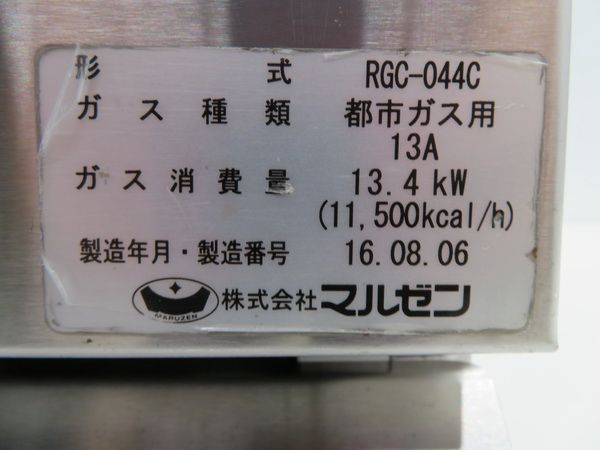 形 式 RGC-044C
ガス種類 都市ガス用
13A
ガス消費量 13.4kW
(11,500kcal/h)
製造年月・製造番号 16.08.06
MARUZEN 株式会社マルゼン